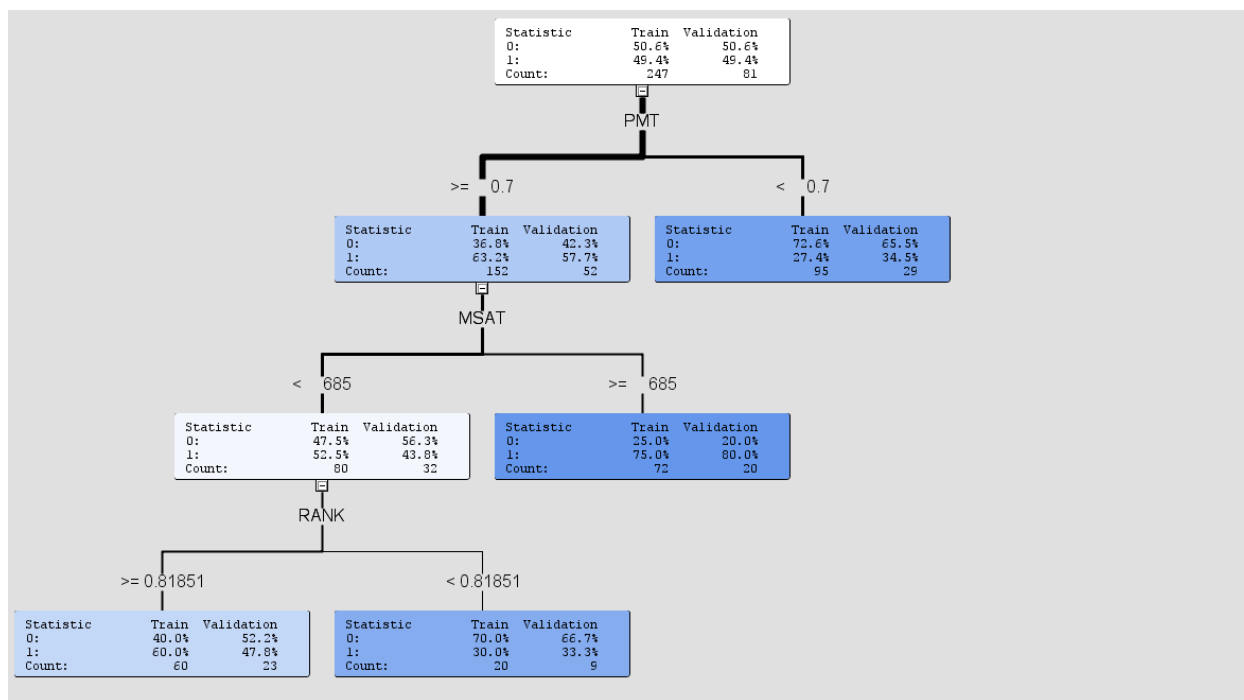 Statistic Train Validation
0: 50.6% 50.6%
1: 49.4% 49.4%
Count: 247 81
PMT
>= 0.7
< 0.7
Statistic Train Validation
0: 36.8% 42.3%
1: 63.2% 57.7%
Count: 152 52
Statistic Train Validation
0: 72.6% 65.5%
1: 27.4% 34.5%
Count: 95 29
MSAT
< 685
>= 685
Statistic Train Validation
0: 47.5% 56.3%
1: 52.5% 43.8%
Count: 80 32
Statistic Train Validation
0: 25.0% 20.0%
1: 75.0% 80.0%
Count: 72 20
RANK
>= 0.81851
< 0.81851
Statistic Train Validation
0: 40.0% 52.2%
1: 60.0% 47.8%
Count: 60 23
Statistic Train Validation
0: 70.0% 66.7%
1: 30.0% 33.3%
Count: 20 9